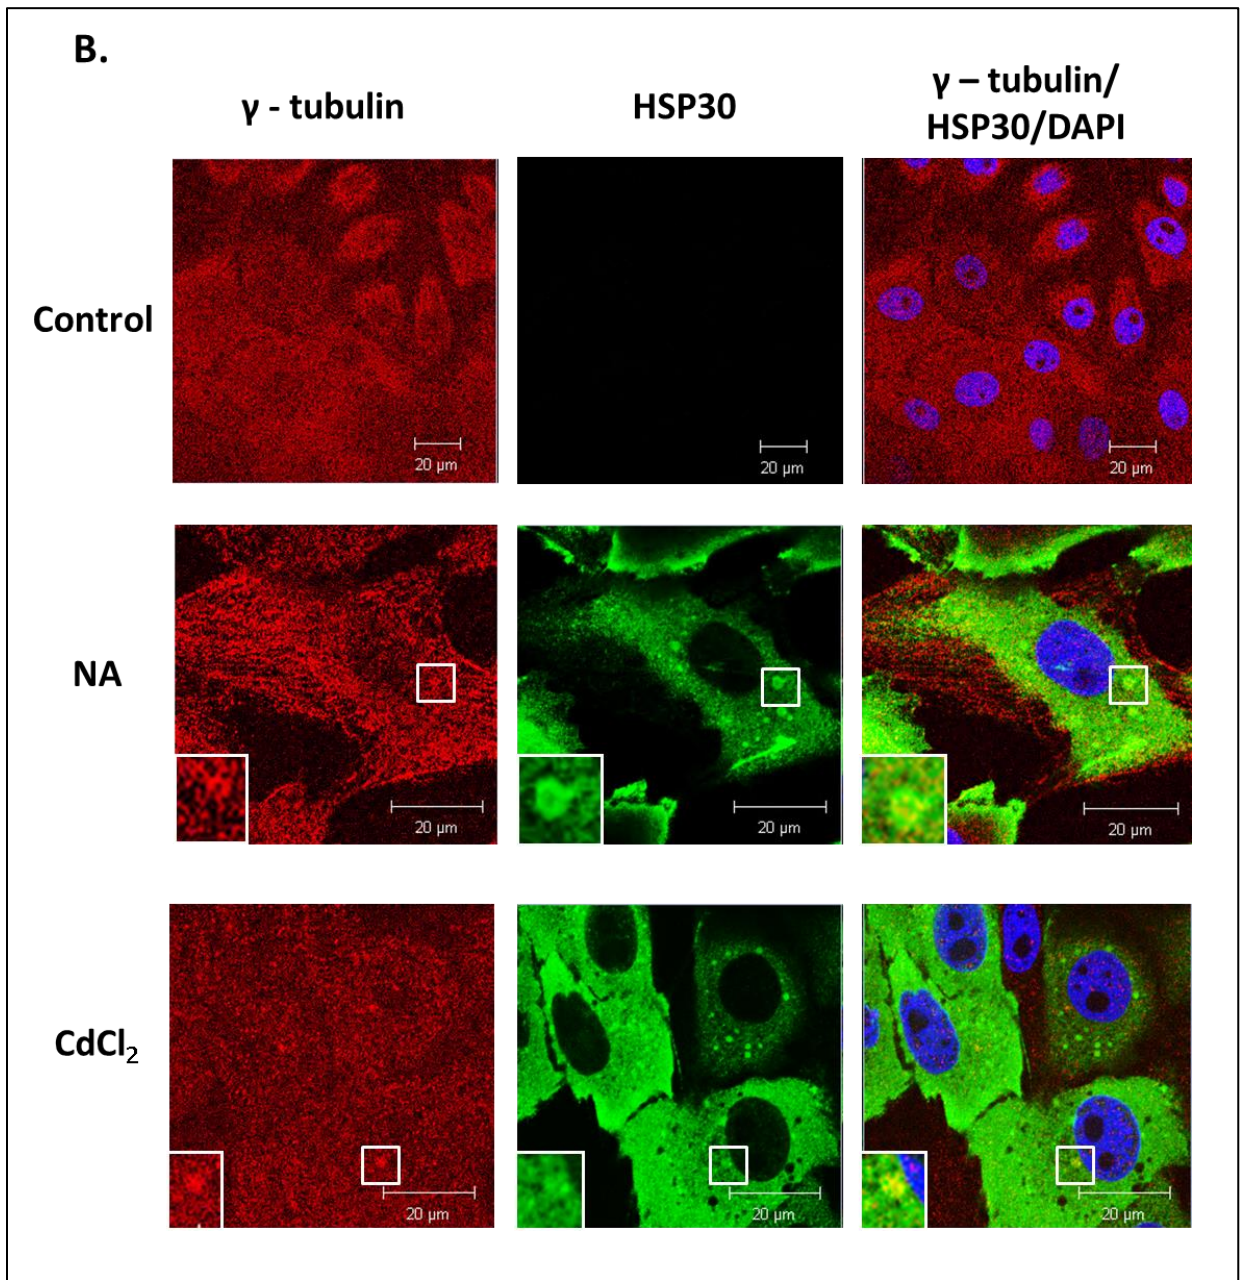 B.
γ - tubulin
HSP30
γ – tubulin/
HSP30/DAPI
Control
20 µm
20 µm
20 µm
NA
20 µm
20 µm
20 µm
CdCl₂
20 µm
20 µm
20 µm